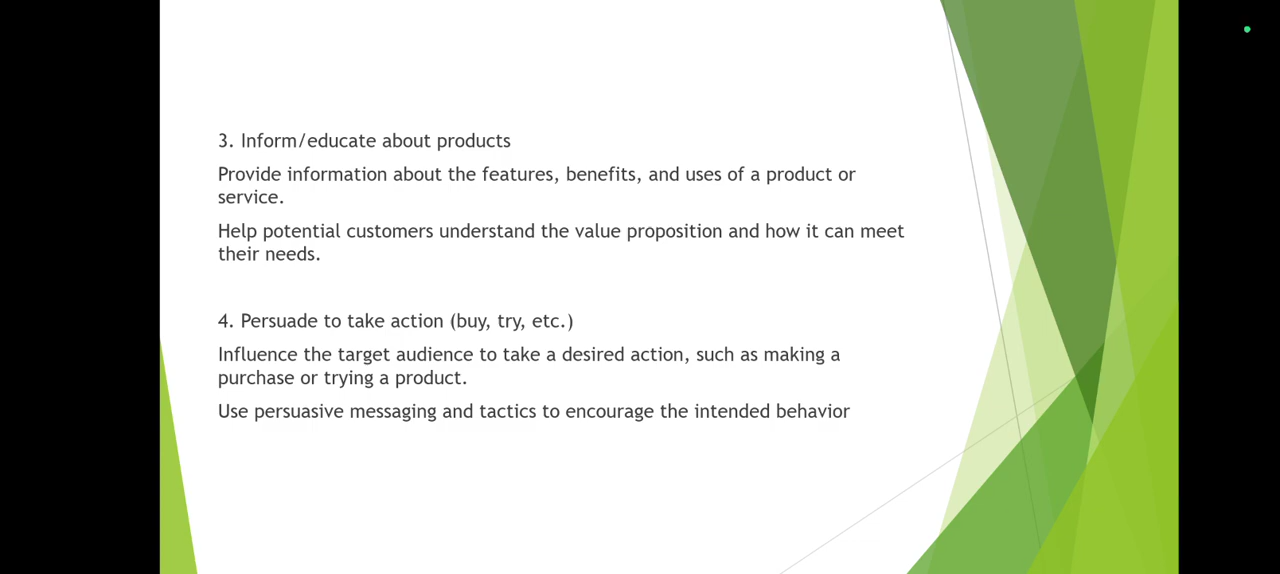 3. Inform/educate about products
Provide information about the features, benefits, and uses of a product or
service.
Help potential customers understand the value proposition and how it can meet
their needs.
4. Persuade to take action (buy, try, etc.)
Influence the target audience to take a desired action, such as making a
purchase or trying a product.
Use persuasive messaging and tactics to encourage the intended behavior